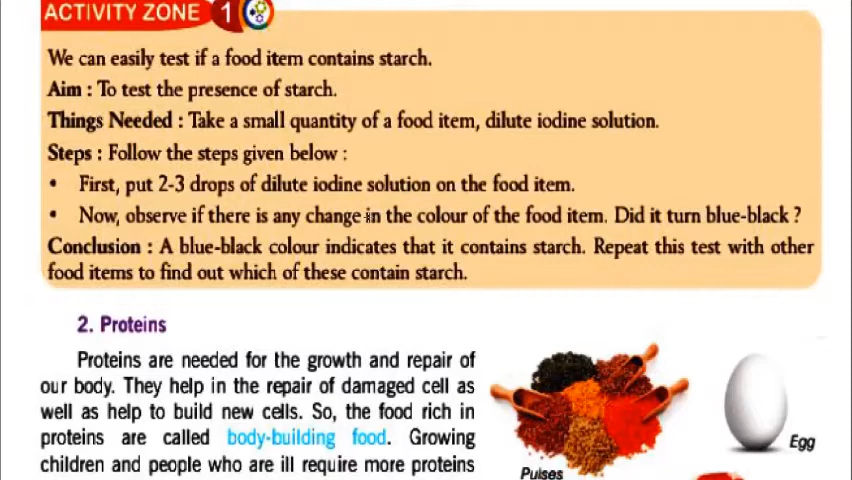 ACTIVITY ZONE 1
We can easily test if a food item contains starch.
Aim : To test the presence of starch.
Things Needed : Take a small quantity of a food item, dilute iodine solution.
Steps : Follow the steps given below :
• First, put 2-3 drops of dilute iodine solution on the food item.
• Now, observe if there is any change in the colour of the food item. Did it turn blue-black ?
Conclusion : A blue-black colour indicates that it contains starch. Repeat this test with other
food items to find out which of these contain starch.
2. Proteins
Proteins are needed for the growth and repair of
our body. They help in the repair of damaged cell as
well as help to build new cells. So, the food rich in
proteins are called body-building food. Growing
children and people who are ill require more proteins
Pulses
Egg